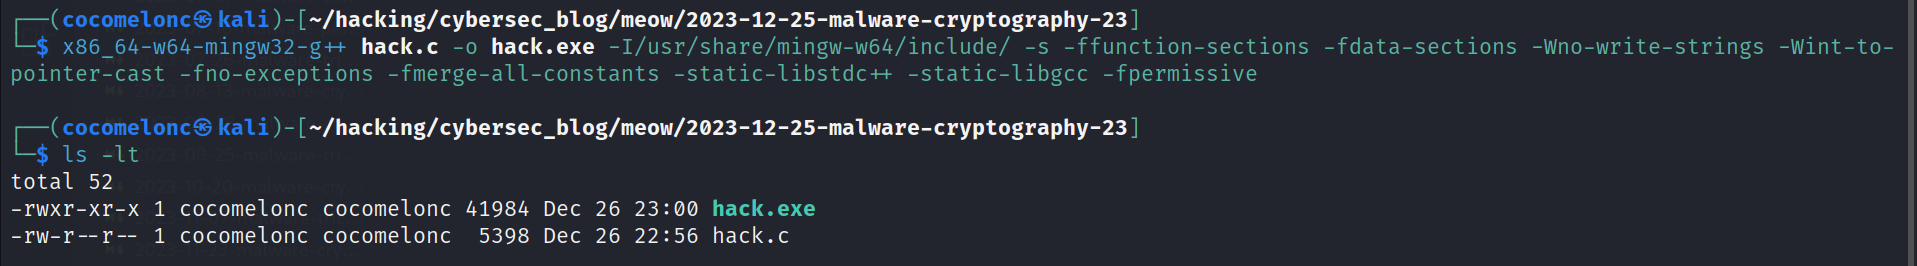 ┌──(cocomelonc㉿kali)-[~/hacking/cybersec_blog/meow/2023-12-25-malware-cryptography-23]
└─$ x86_64-w64-mingw32-g++ hack.c -o hack.exe -I/usr/share/mingw-w64/include/ -s -ffunction-sections -fdata-sections -Wno-write-strings -Wint-to-
pointer-cast -fno-exceptions -fmerge-all-constants -static-libstdc++ -static-libgcc -fpermissive
┌──(cocomelonc㉿kali)-[~/hacking/cybersec_blog/meow/2023-12-25-malware-cryptography-23]
└─$ ls -lt
total 52
-rwxr-xr-x 1 cocomelonc cocomelonc 41984 Dec 26 23:00 hack.exe
-rw-r--r-- 1 cocomelonc cocomelonc  5398 Dec 26 22:56 hack.c